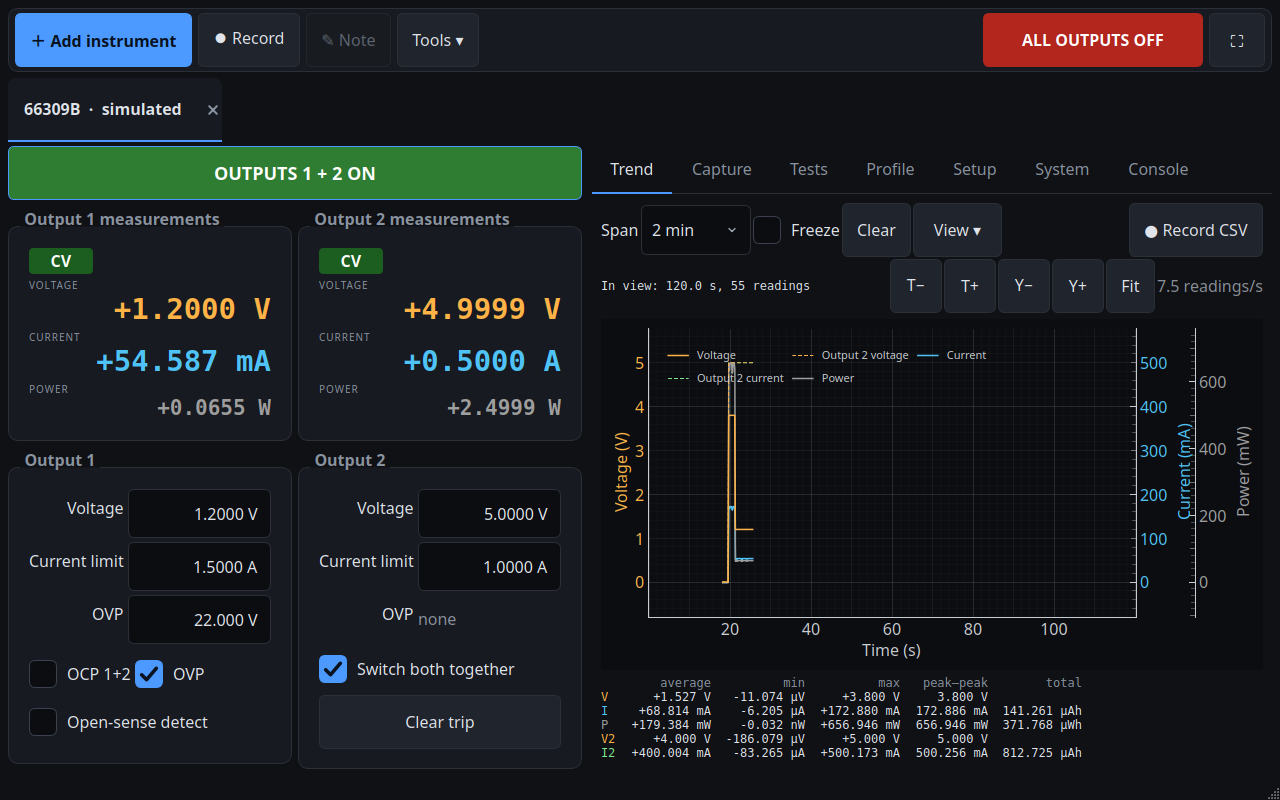 + Add instrument
● Record
✎ Note
Tools ▾
ALL OUTPUTS OFF
66309B · simulated ×
OUTPUTS 1 + 2 ON
Output 1 measurements
CV
VOLTAGE
+1.2000 V
CURRENT
+54.587 mA
POWER
+0.0655 W
Output 2 measurements
CV
VOLTAGE
+4.9999 V
CURRENT
+0.5000 A
POWER
+2.4999 W
Output 1
Voltage 1.2000 V
Current limit 1.5000 A
OVP 22.000 V
OCP 1+2 OVP
Open-sense detect
Output 2
Voltage 5.0000 V
Current limit 1.0000 A
OVP none
Switch both together
Clear trip
Trend Capture Tests Profile Setup System Console
Span 2 min Freeze Clear View ▾ ● Record CSV
In view: 120.0 s, 55 readings T− T+ Y− Y+ Fit 7.5 readings/s
Voltage Output 2 voltage Current
Output 2 current Power
Voltage (V)
5
4
3
2
1
0
500
400
300
200
100
0
Current (mA)
600
400
200
0
Power (mW)
20 40 60 80 100
Time (s)
average min max peak–peak total
V +1.527 V -11.074 µV +3.800 V 3.800 V
I +68.814 mA -6.205 µA +172.880 mA 172.886 mA 141.261 µAh
P +179.384 mW -0.032 nW +656.946 mW 656.946 mW 371.768 µWh
V2 +4.000 V -186.079 µV +5.000 V 5.000 V
I2 +400.004 mA -83.265 µA +500.173 mA 500.256 mA 812.725 µAh